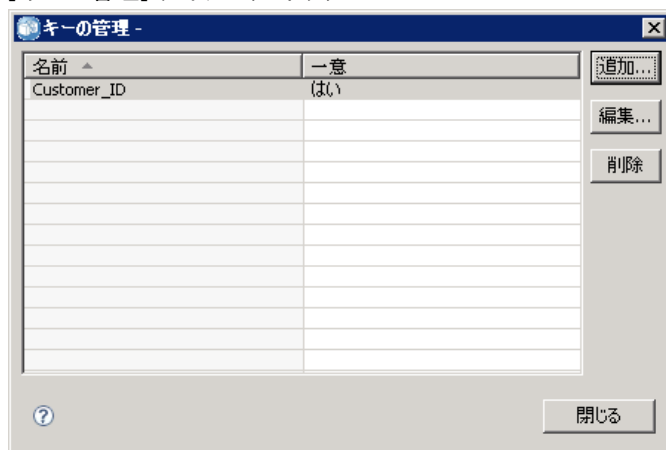 キーの管理 -
名前 一意
Customer_ID はい
追加...
編集...
削除
?
閉じる